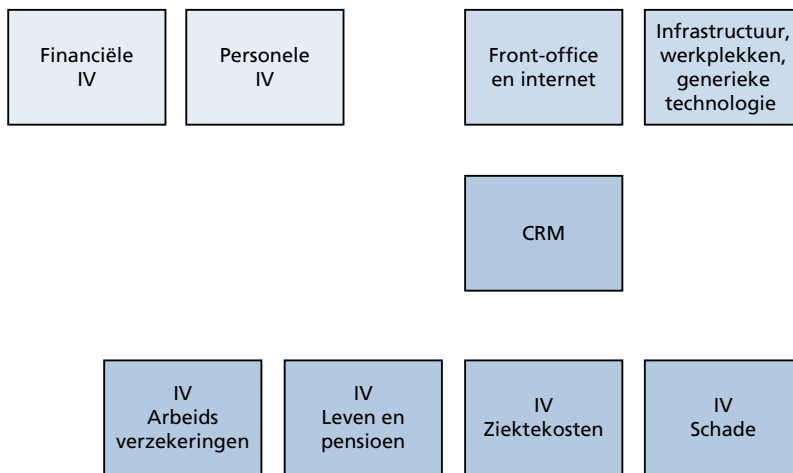 Financiële
IV
Personele
IV
Front-office
en internet
Infrastructuur,
werkplekken,
generieke
technologie
CRM
IV
Arbeids
verzekeringen
IV
Leven en
pensioen
IV
Ziektekosten
IV
Schade